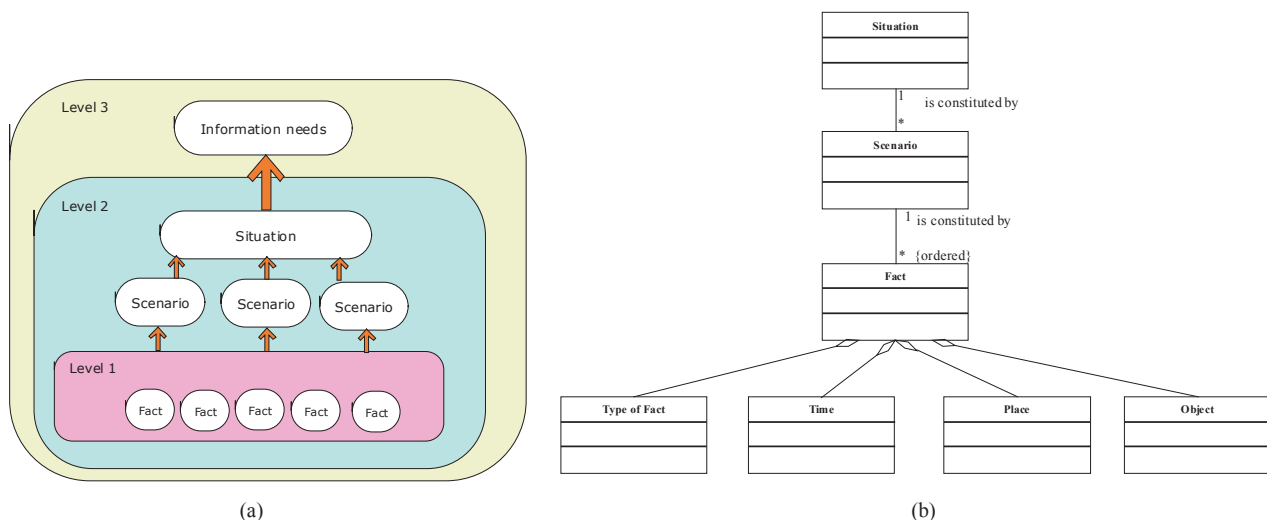 Level 3
Information needs
Level 2
Situation
Scenario
Scenario
Scenario
Level 1
Fact
Fact
Fact
Fact
Fact
(a)
Situation
1 is constituted by
*
Scenario
1 is constituted by
* {ordered}
Fact
Type of Fact
Time
Place
Object
(b)